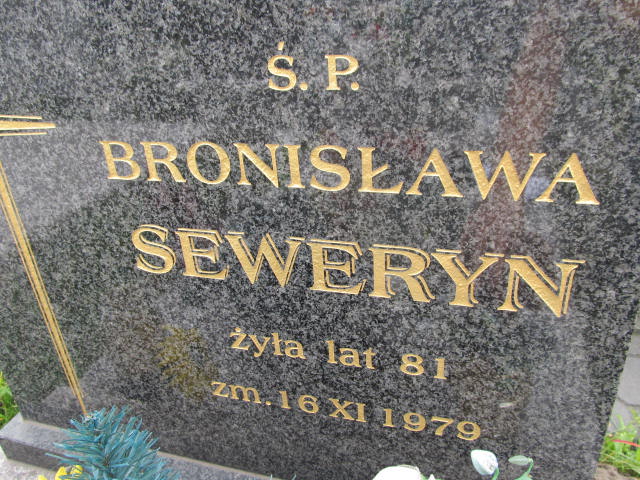 Ś. P.
BRONISŁAWA
SEWERYN
żyła lat 81
zm. 16 XI 1979